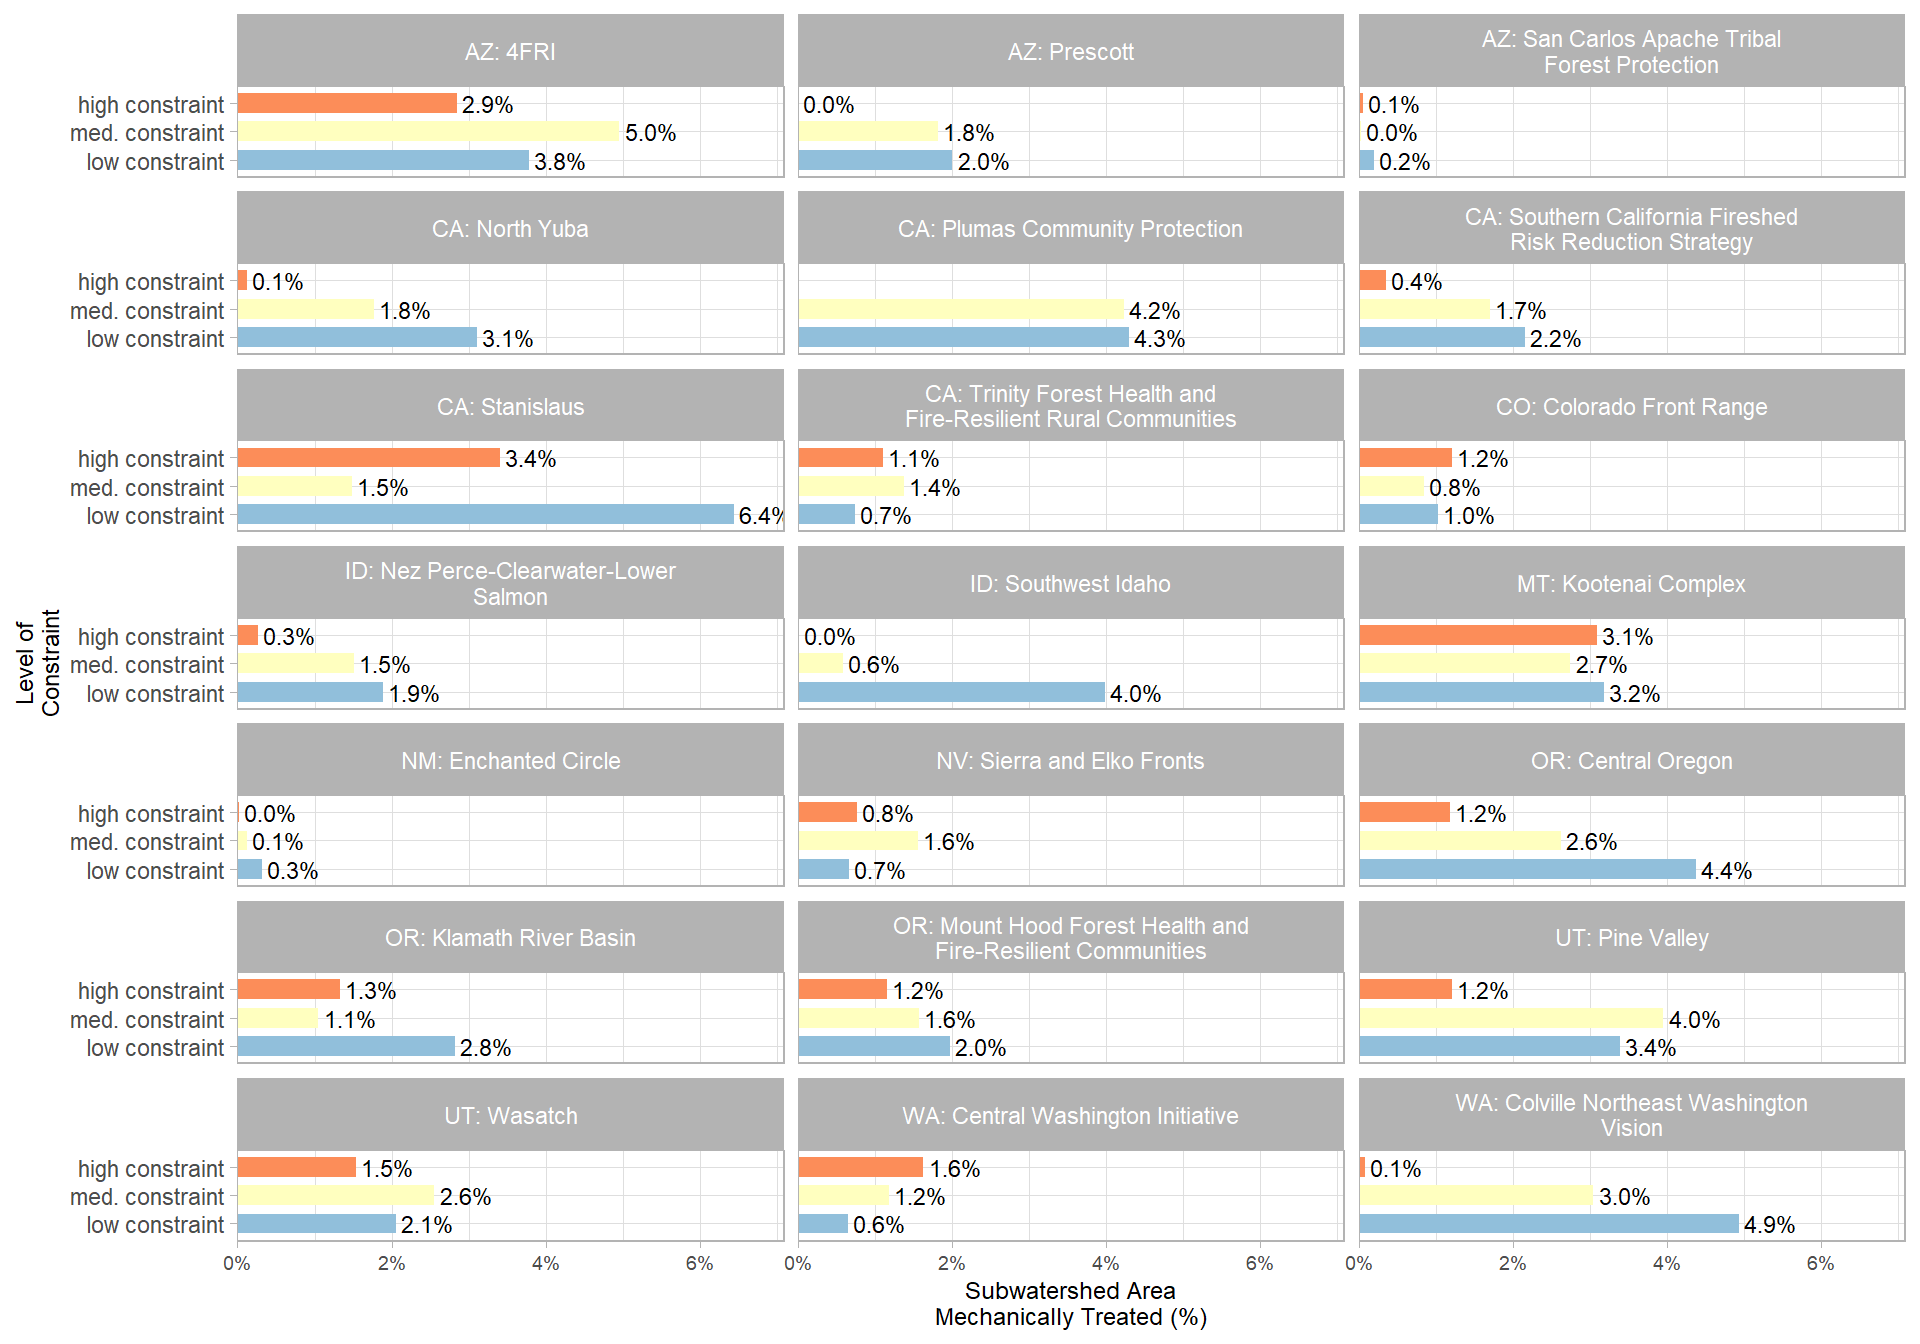 AZ: 4FRI
AZ: Prescott
AZ: San Carlos Apache Tribal
Forest Protection
high constraint
2.9%
0.0%
0.1%
med. constraint
5.0%
1.8%
0.0%
low constraint
3.8%
2.0%
0.2%
CA: North Yuba
CA: Plumas Community Protection
CA: Southern California Fireshed
Risk Reduction Strategy
high constraint
0.1%
0.4%
med. constraint
1.8%
4.2%
1.7%
low constraint
3.1%
4.3%
2.2%
CA: Stanislaus
CA: Trinity Forest Health and
Fire-Resilient Rural Communities
CO: Colorado Front Range
high constraint
3.4%
1.1%
1.2%
med. constraint
1.5%
1.4%
0.8%
low constraint
6.4%
0.7%
1.0%
ID: Nez Perce-Clearwater-Lower
Salmon
ID: Southwest Idaho
MT: Kootenai Complex
high constraint
0.3%
0.0%
3.1%
med. constraint
1.5%
0.6%
2.7%
low constraint
1.9%
4.0%
3.2%
Level of
Constraint
NM: Enchanted Circle
NV: Sierra and Elko Fronts
OR: Central Oregon
high constraint
0.0%
0.8%
1.2%
med. constraint
0.1%
1.6%
2.6%
low constraint
0.3%
0.7%
4.4%
OR: Klamath River Basin
OR: Mount Hood Forest Health and
Fire-Resilient Communities
UT: Pine Valley
high constraint
1.3%
1.2%
1.2%
med. constraint
1.1%
1.6%
4.0%
low constraint
2.8%
2.0%
3.4%
UT: Wasatch
WA: Central Washington Initiative
WA: Colville Northeast Washington
Vision
high constraint
1.5%
1.6%
0.1%
med. constraint
2.6%
1.2%
3.0%
low constraint
2.1%
0.6%
4.9%
0%
2%
4%
6%
0%
2%
4%
6%
0%
2%
4%
6%
Subwatershed Area
Mechanically Treated (%)